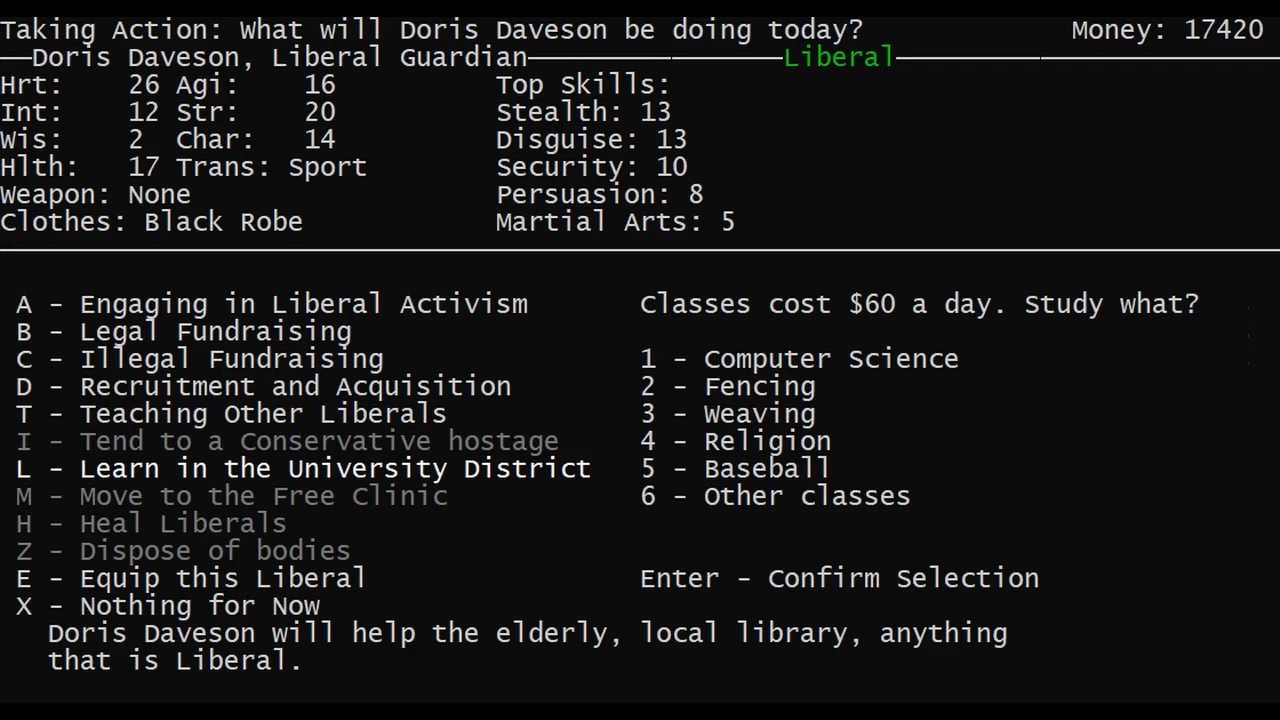 Taking Action: What will Doris Daveson be doing today? Money: 17420
Doris Daveson, Liberal Guardian Liberal
Hrt: 26 Agi: 16 Top Skills:
Int: 12 Str: 20 Stealth: 13
Wis: 2 Char: 14 Disguise: 13
Hlth: 17 Trans: Sport Security: 10
Weapon: None Persuasion: 8
Clothes: Black Robe Martial Arts: 5
A - Engaging in Liberal Activism Classes cost $60 a day. Study what?
B - Legal Fundraising
C - Illegal Fundraising 1 - Computer Science
D - Recruitment and Acquisition 2 - Fencing
T - Teaching Other Liberals 3 - Weaving
I - Tend to a Conservative hostage 4 - Religion
L - Learn in the University District 5 - Baseball
M - Move to the Free Clinic 6 - Other classes
H - Heal Liberals
Z - Dispose of bodies
E - Equip this Liberal Enter - Confirm Selection
X - Nothing for Now
Doris Daveson will help the elderly, local library, anything
that is Liberal.